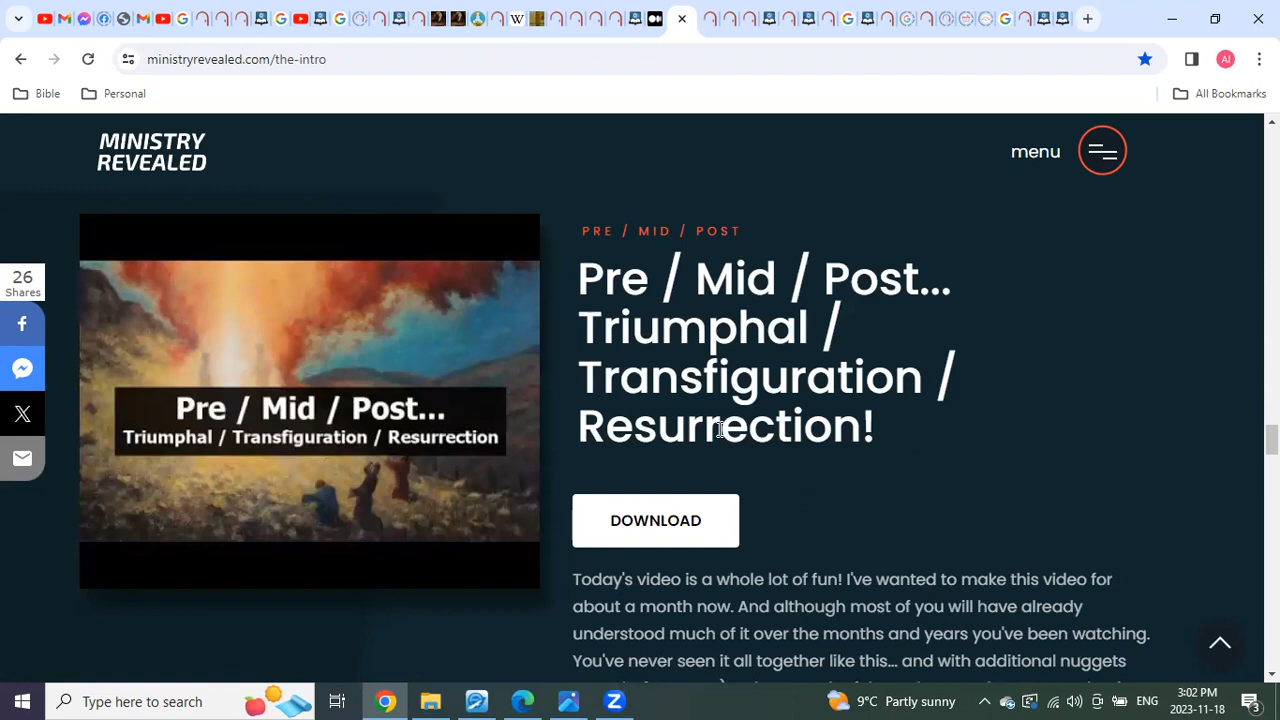 ministryrevealed.com/the-intro
AI
Bible
Personal
All Bookmarks
MINISTRY
REVEALED
menu
26
Shares
Pre / Mid / Post...
Triumphal / Transfiguration / Resurrection
PRE / MID / POST
Pre / Mid / Post...
Triumphal /
Transfiguration /
Resurrection!
DOWNLOAD
Today's video is a whole lot of fun! I've wanted to make this video for
about a month now. And although most of you will have already
understood much of it over the months and years you've been watching.
You've never seen it all together like this... and with additional nuggets
Type here to search
9°C Partly sunny
ENG
3:02 PM
2023-11-18
3